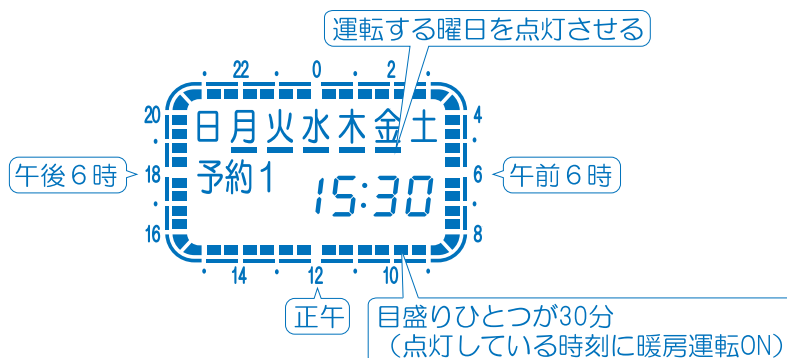 運転する曜日を点灯させる
22 0 2
20 4
日月火水木金土
午後6時 18 予約1 6 午前6時
15:30
16 8
14 12 10
正午
目盛りひとつが30分
(点灯している時刻に暖房運転ON)